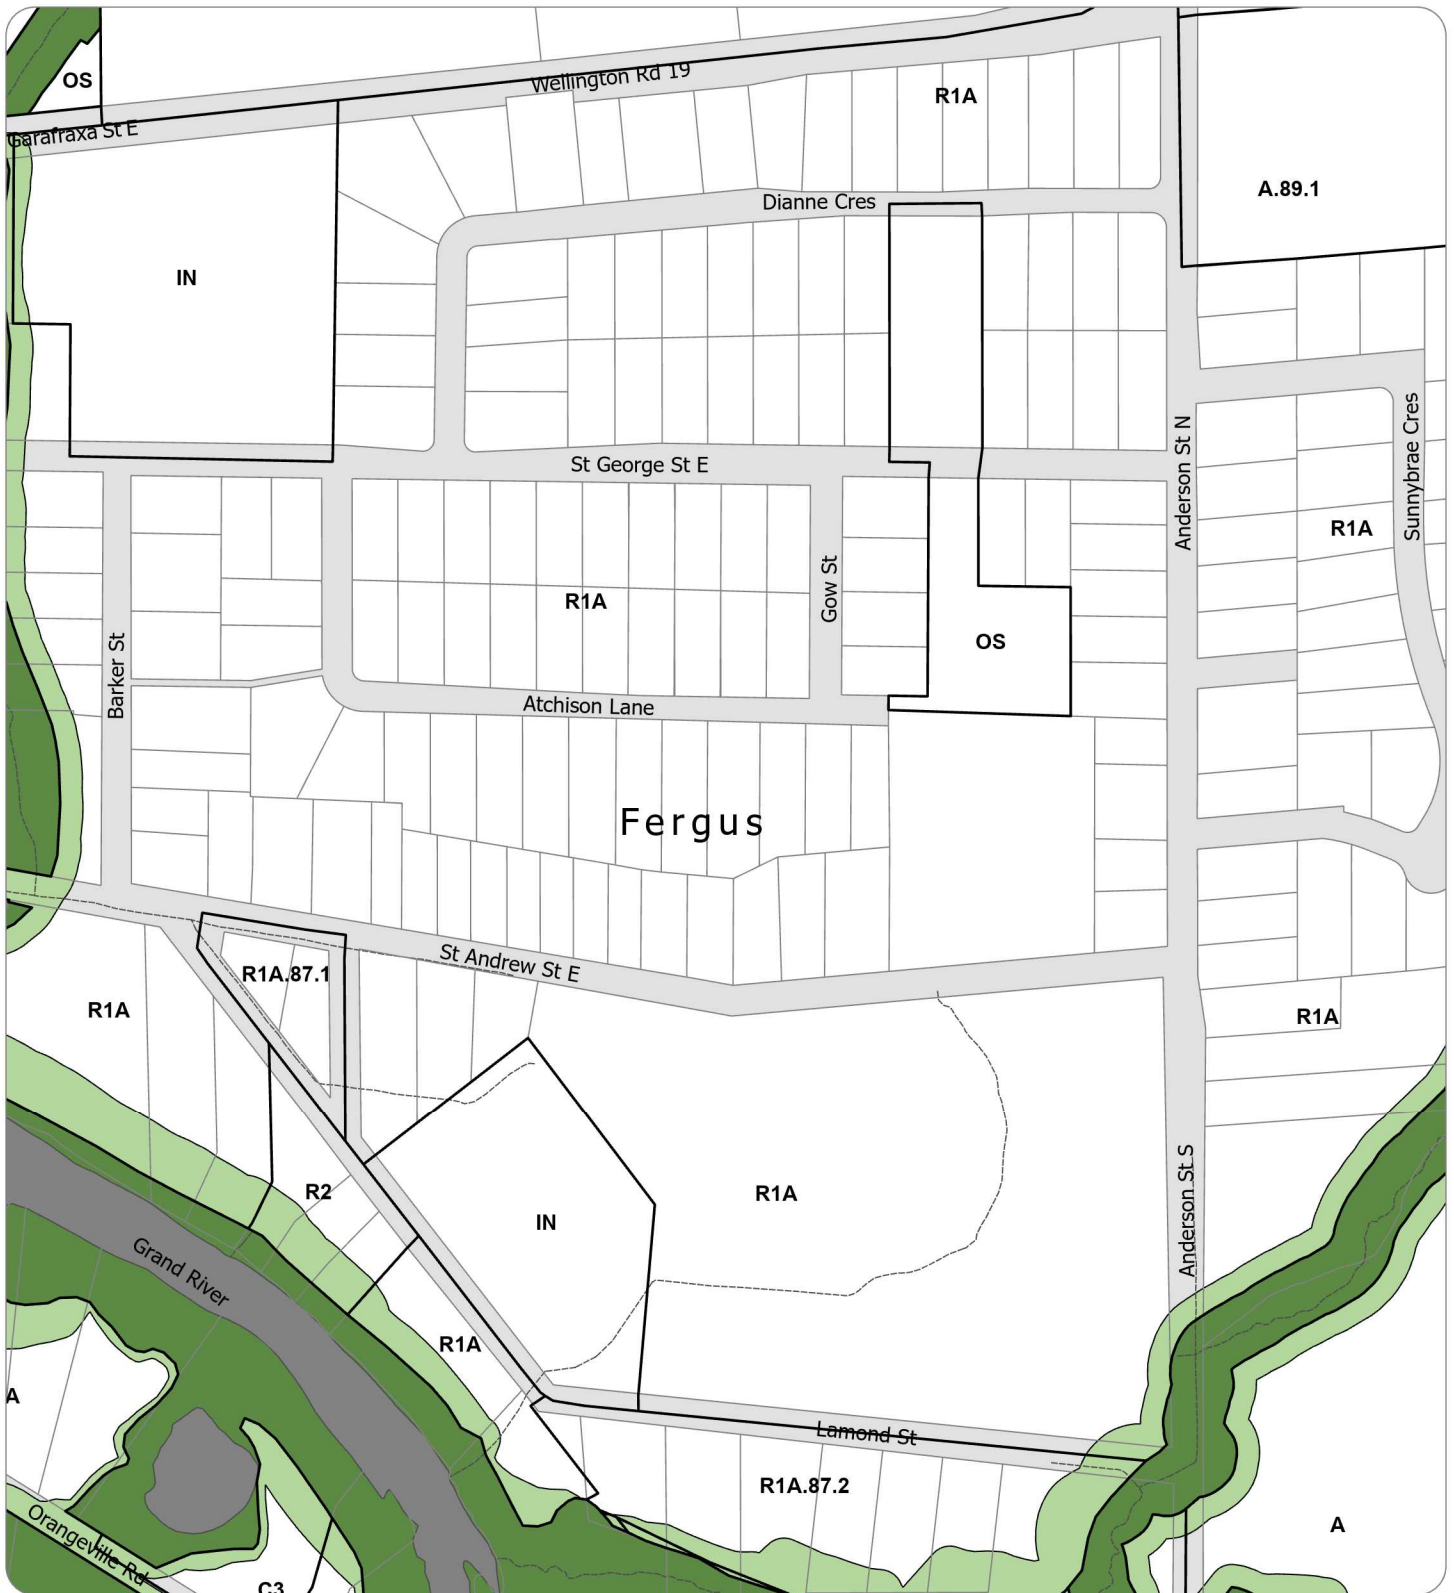 OS
Wellington Rd 19
R1A
Garafraxa St E
A.89.1
Dianne Cres
IN
St George St E
Anderson St N
Sunnybrae Cres
R1A
R1A
Gow St
OS
Barker St
Atchison Lane
Fergus
St Andrew St E
R1A.87.1
R1A
R1A
R2
R1A
IN
Anderson St S
Grand River
R1A
A
Lamond St
R1A.87.2
Orangeville Rd
A
C3